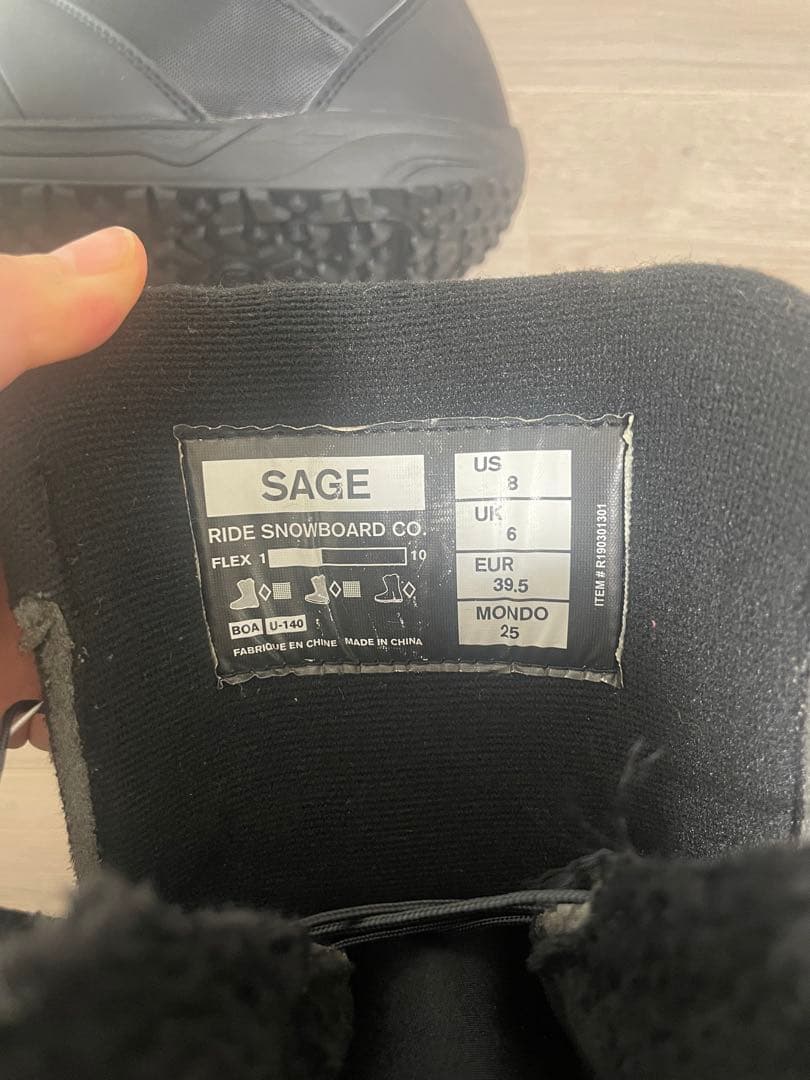 SAGE
RIDE SNOWBOARD CO.
FLEX 1 10
BOA U-140
FABRIQUE EN CHINE MADE IN CHINA
US
8
UK
6
EUR
39.5
MONDO
25
ITEM # R190301301